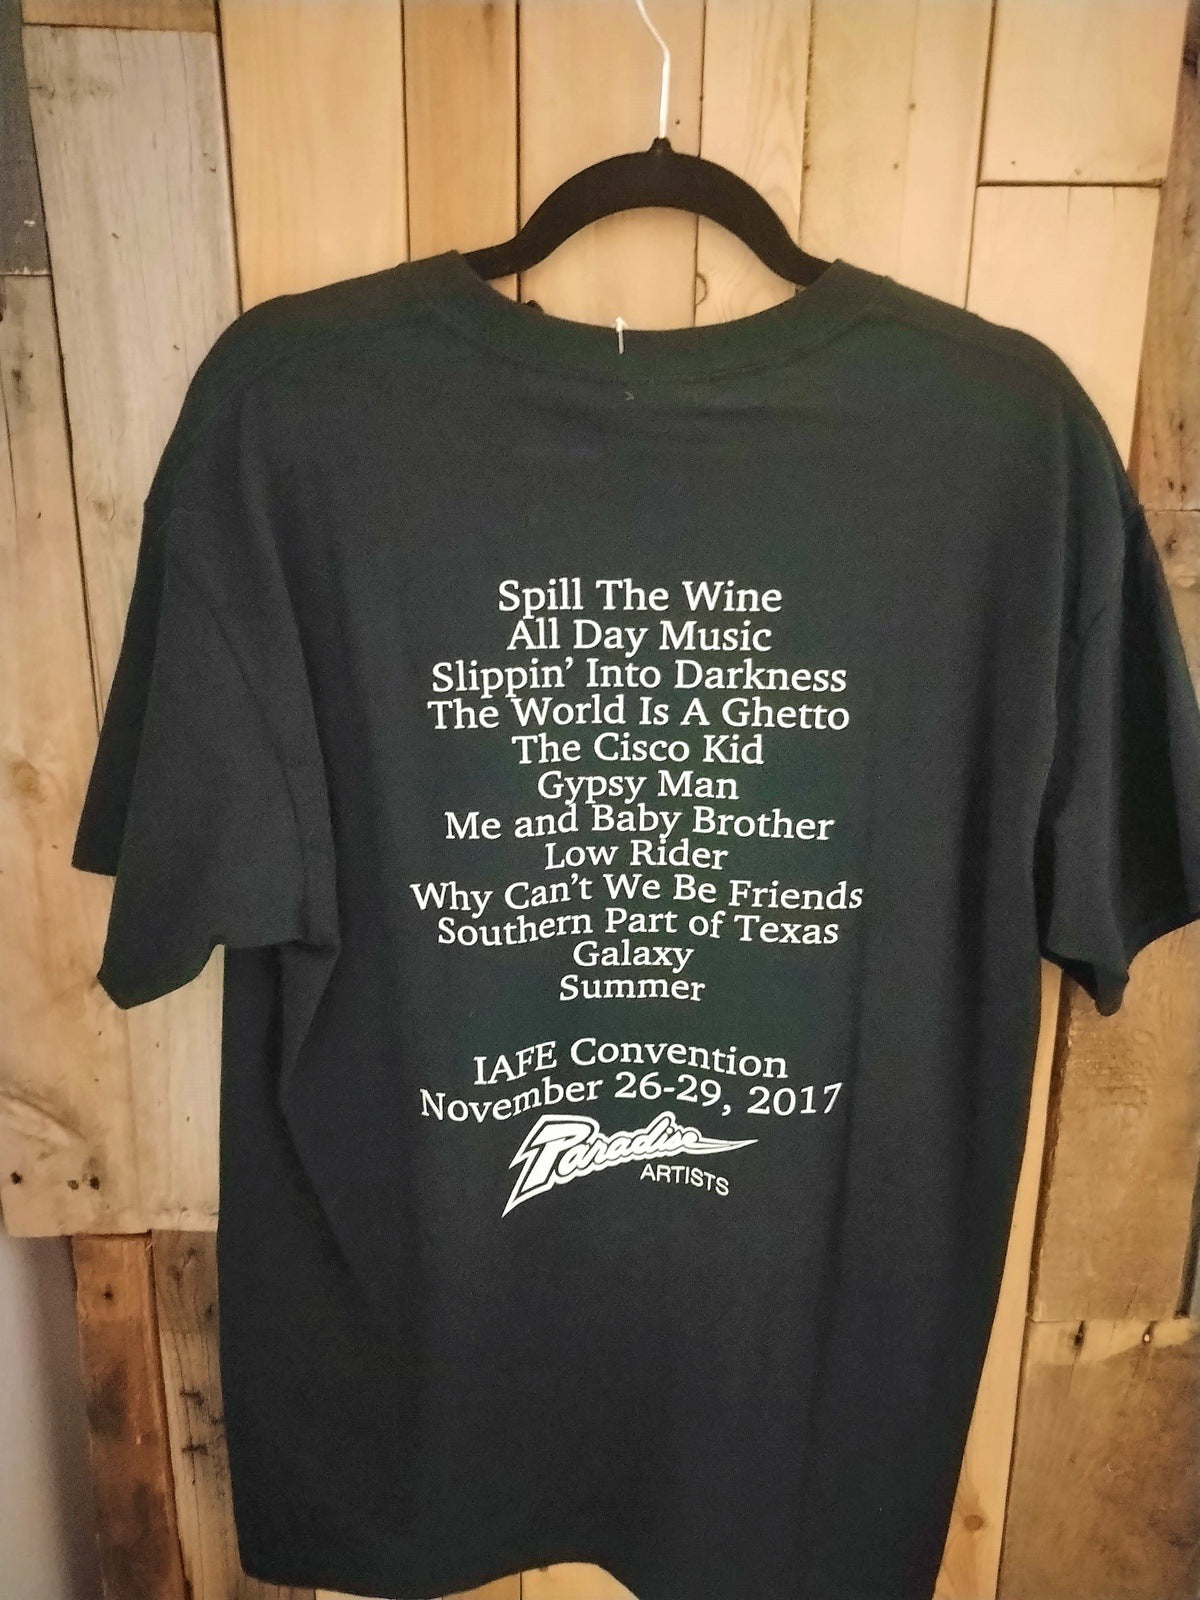 Spill The Wine
All Day Music
Slippin’ Into Darkness
The World Is A Ghetto
The Cisco Kid
Gypsy Man
Me and Baby Brother
Low Rider
Why Can’t We Be Friends
Southern Part of Texas
Galaxy
Summer
IAFE Convention
November 26-29, 2017
Paradise
ARTISTS